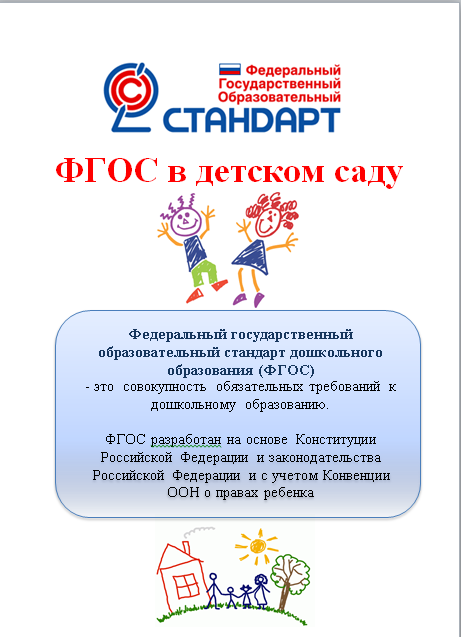 Федеральный
Государственный
Образовательный
СТАНДАРТ
ФГОС в детском саду
Федеральный государственный
образовательный стандарт дошкольного
образования (ФГОС)
- это совокупность обязательных требований к
дошкольному образованию.
ФГОС разработан на основе Конституции
Российской Федерации и законодательства
Российской Федерации и с учетом Конвенции
ООН о правах ребенка